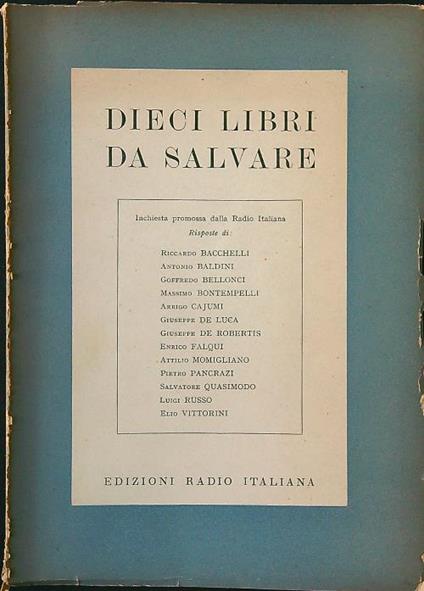 DIECI LIBRI
DA SALVARE
Inchiesta promossa dalla Radio Italiana
Risposte di:
Riccardo BACCHELLI
Antonio BALDINI
Goffredo BELLONCI
Massimo BONTEMPELLI
Arrigo CAJUMI
Giuseppe DE LUCA
Giuseppe DE ROBERTIS
Enrico FALQUI
Attilio MOMIGLIANO
Pietro PANCRAZI
Salvatore QUASIMODO
Luigi RUSSO
Elio VITTORINI
EDIZIONI RADIO ITALIANA